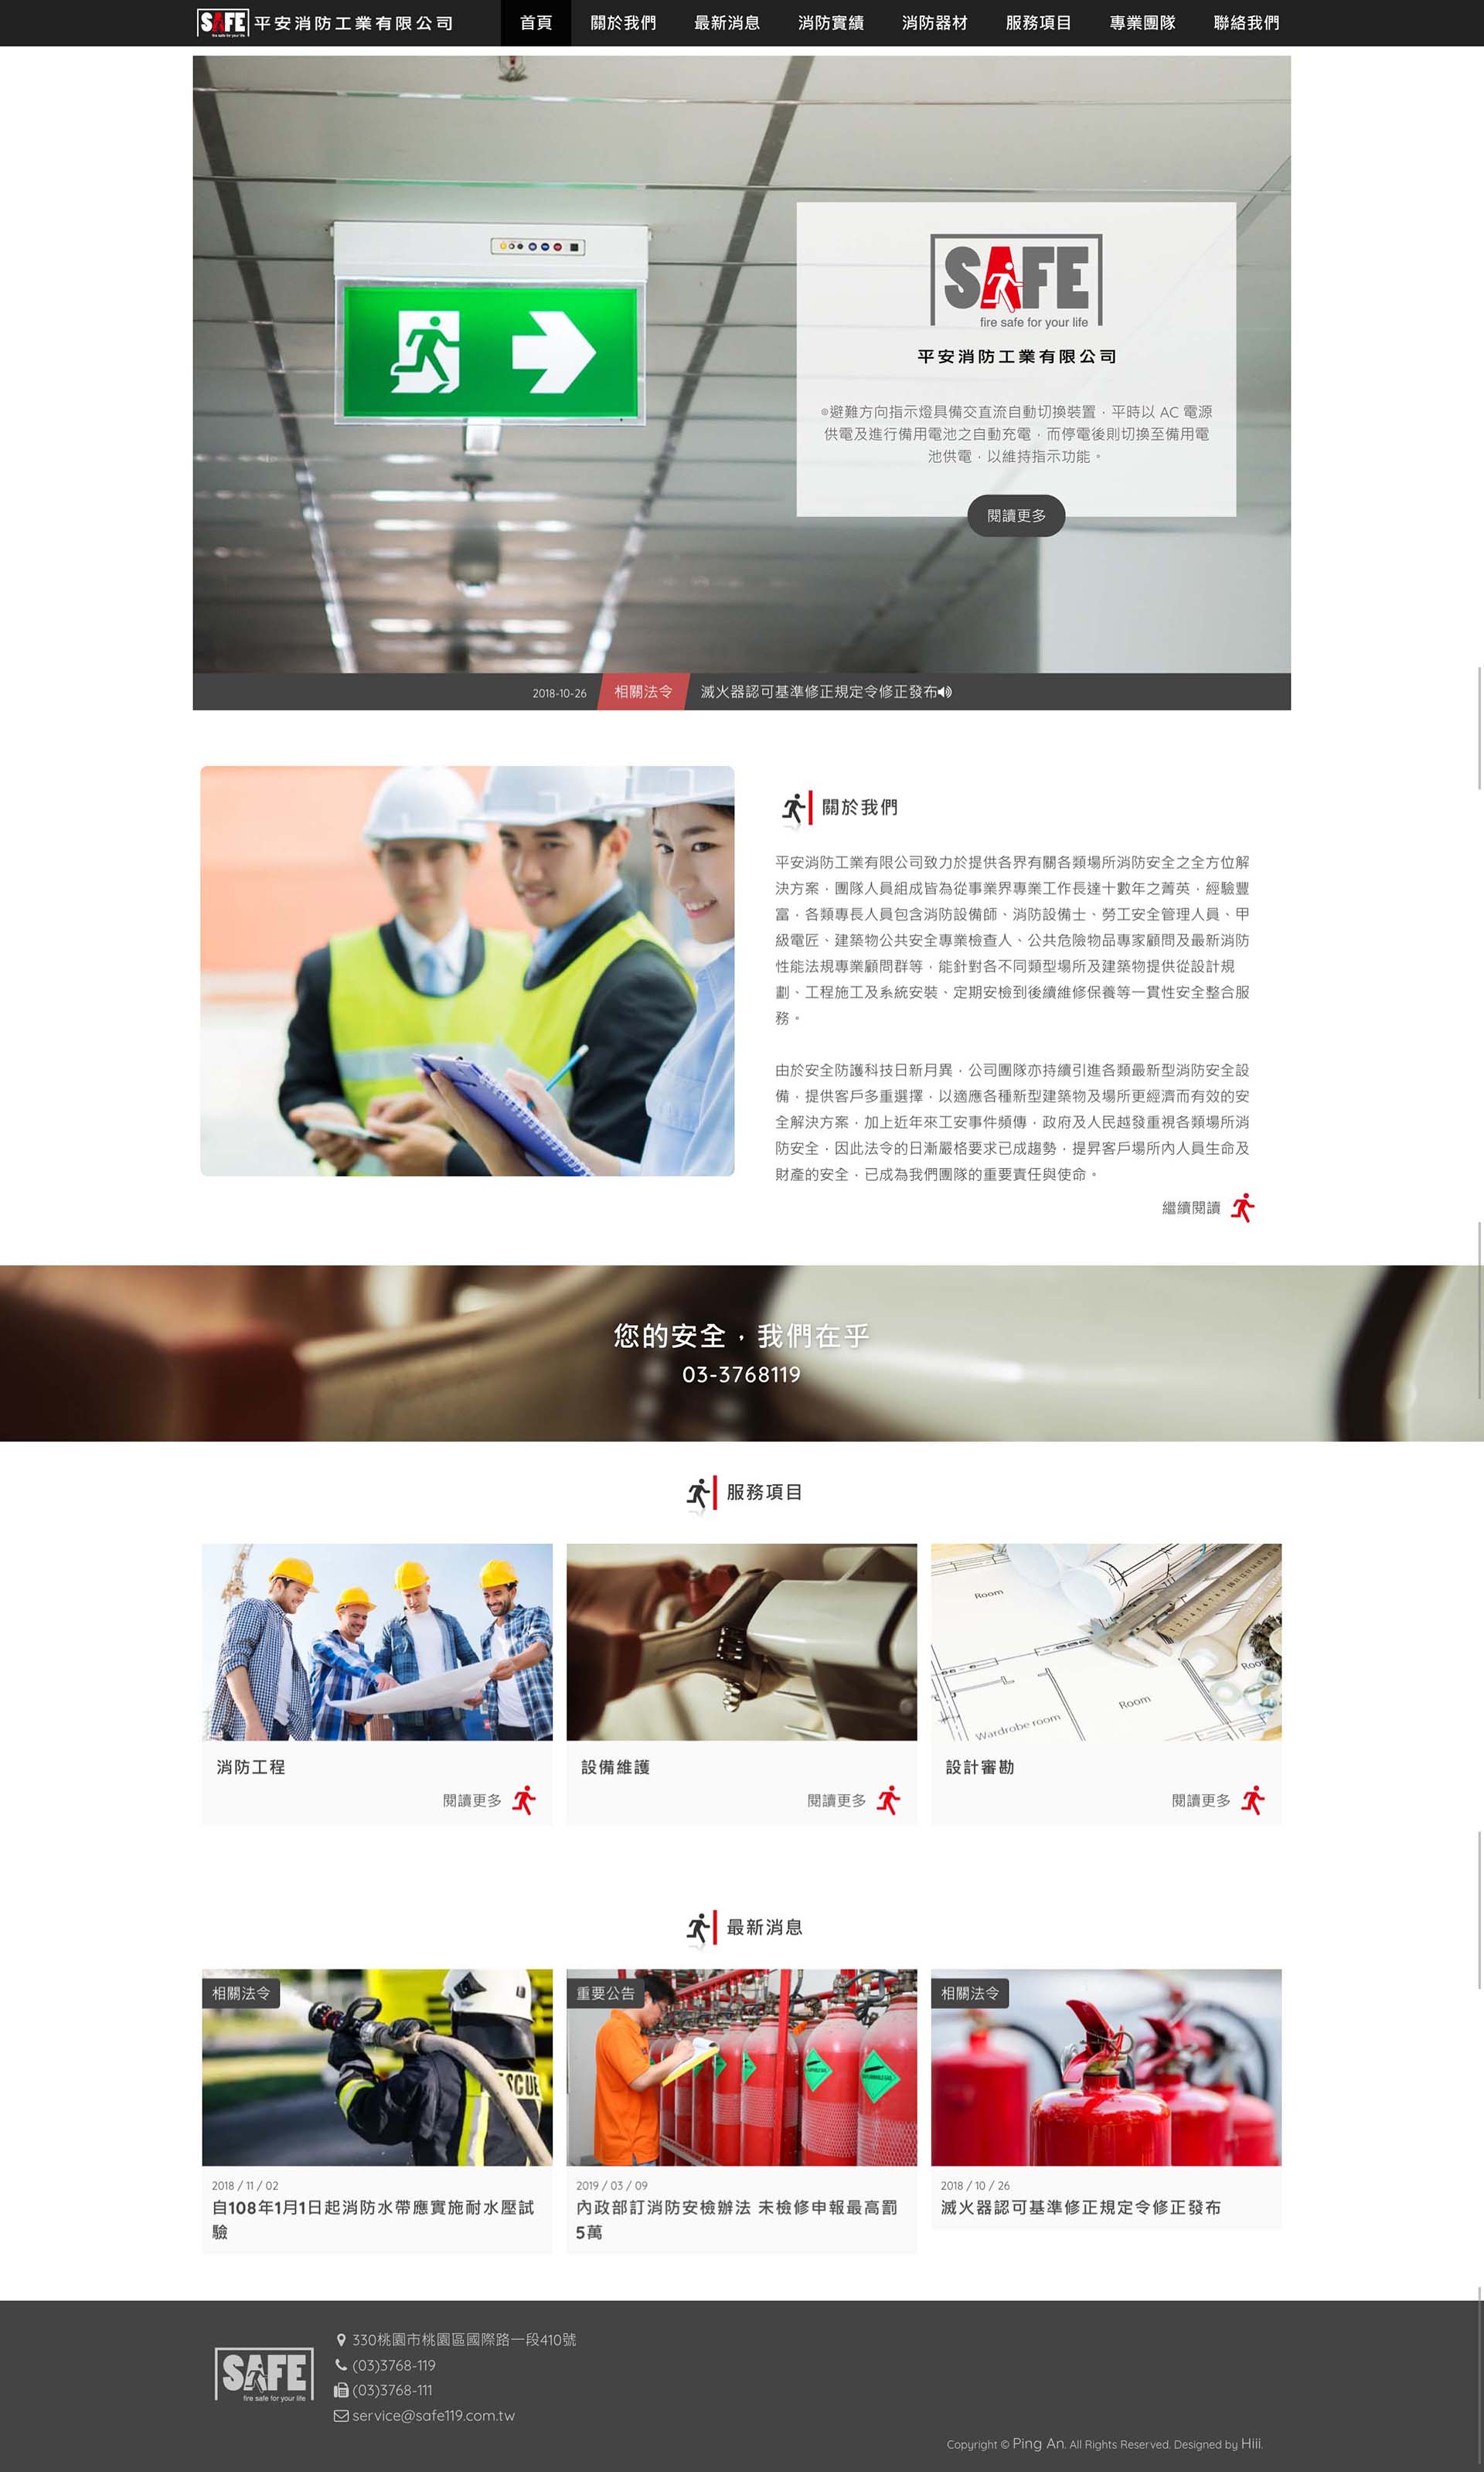 SAFE 平安消防工業有限公司 首頁 關於我們 最新消息 消防實績 消防器材 服務項目 專業團隊 聯絡我們
SAFE
fire safe for your life
平安消防工業有限公司
◎避難方向指示燈具備交直流自動切換裝置，平時以 AC 電源
供電及進行備用電池之自動充電，而停電後則切換至備用電
池供電，以維持指示功能。
閱讀更多
2018-10-26 相關法令 滅火器認可基準修正規定令修正發布
關於我們
平安消防工業有限公司致力於提供各界有關各類場所消防安全之全方位解
決方案，團隊人員組成皆為從事業界專業工作長達十數年之菁英，經驗豐
富，各類專長人員包含消防設備師、消防設備士、勞工安全管理人員、甲
級電匠、建築物公共安全專業檢查人、公共危險物品專家顧問及最新消防
性能法規專業顧問群等，能針對各不同類型場所及建築物提供從設計規
劃、工程施工及系統安裝、定期安檢到後續維修保養等一貫性安全整合服
務。
由於安全防護科技日新月異，公司團隊亦持續引進各類最新型消防安全設
備，提供客戶多重選擇，以適應各種新型建築物及場所更經濟而有效的安
全解決方案，加上近年來工安事件頻傳，政府及人民越發重視各類場所消
防安全，因此法令的日漸嚴格要求已成趨勢，提昇客戶場所內人員生命及
財產的安全，已成為我們團隊的重要責任與使命。
繼續閱讀
您的安全，我們在乎
03-3768119
服務項目
Room
Room
Room
Wardrobe room
消防工程
閱讀更多
設備維護
閱讀更多
設計審勘
閱讀更多
最新消息
相關法令
重要公告
相關法令
2018 / 11 / 02
自108年1月1日起消防水帶應實施耐水壓試
驗
2019 / 03 / 09
內政部訂消防安檢辦法 未檢修申報最高罰
5萬
2018 / 10 / 26
滅火器認可基準修正規定令修正發布
SAFE
fire safe for your life
330桃園市桃園區國際路一段410號
(03)3768-119
(03)3768-111
service@safe119.com.tw
Copyright © Ping An. All Rights Reserved. Designed by Hiii.